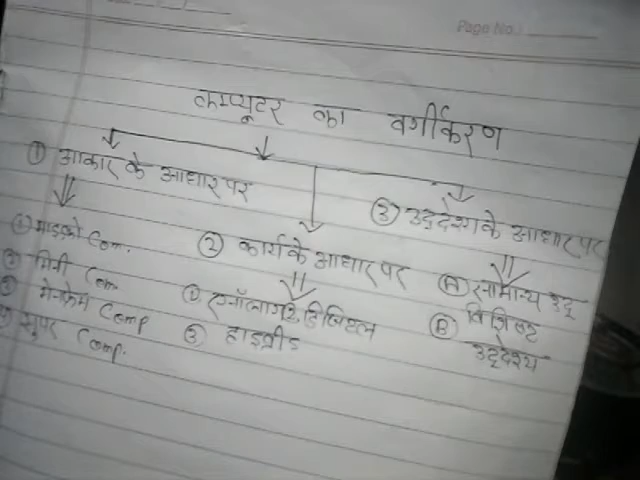 Page No.
कम्प्यूटर का वर्गीकरण
① आकार के आधार पर
① माइक्रो Com.
② मिनी Com
③ मेनफ्रेम Comp
④ सुपर Comp.
② कार्य के आधार पर
① एनॉलाग ② डिजिटल
③ हाइब्रीड
③ उद्देश्य के आधार पर
Ⓐ सामान्य उद्द
Ⓑ विशिष्ट
उद्देश्य